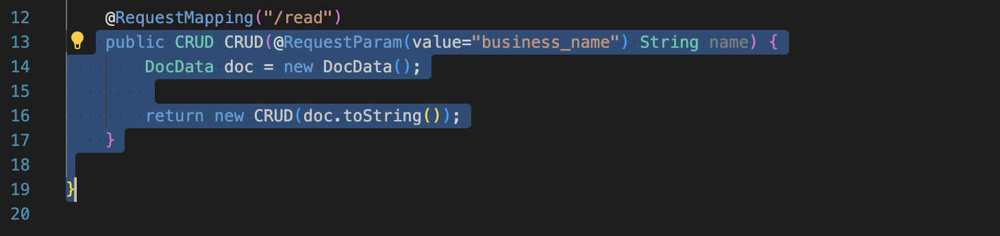 12 @RequestMapping("/read")
13 public CRUD CRUD(@RequestParam(value="business_name") String name) {
14 DocData doc = new DocData();
15
16 return new CRUD(doc.toString());
17 }
18
19 }
20